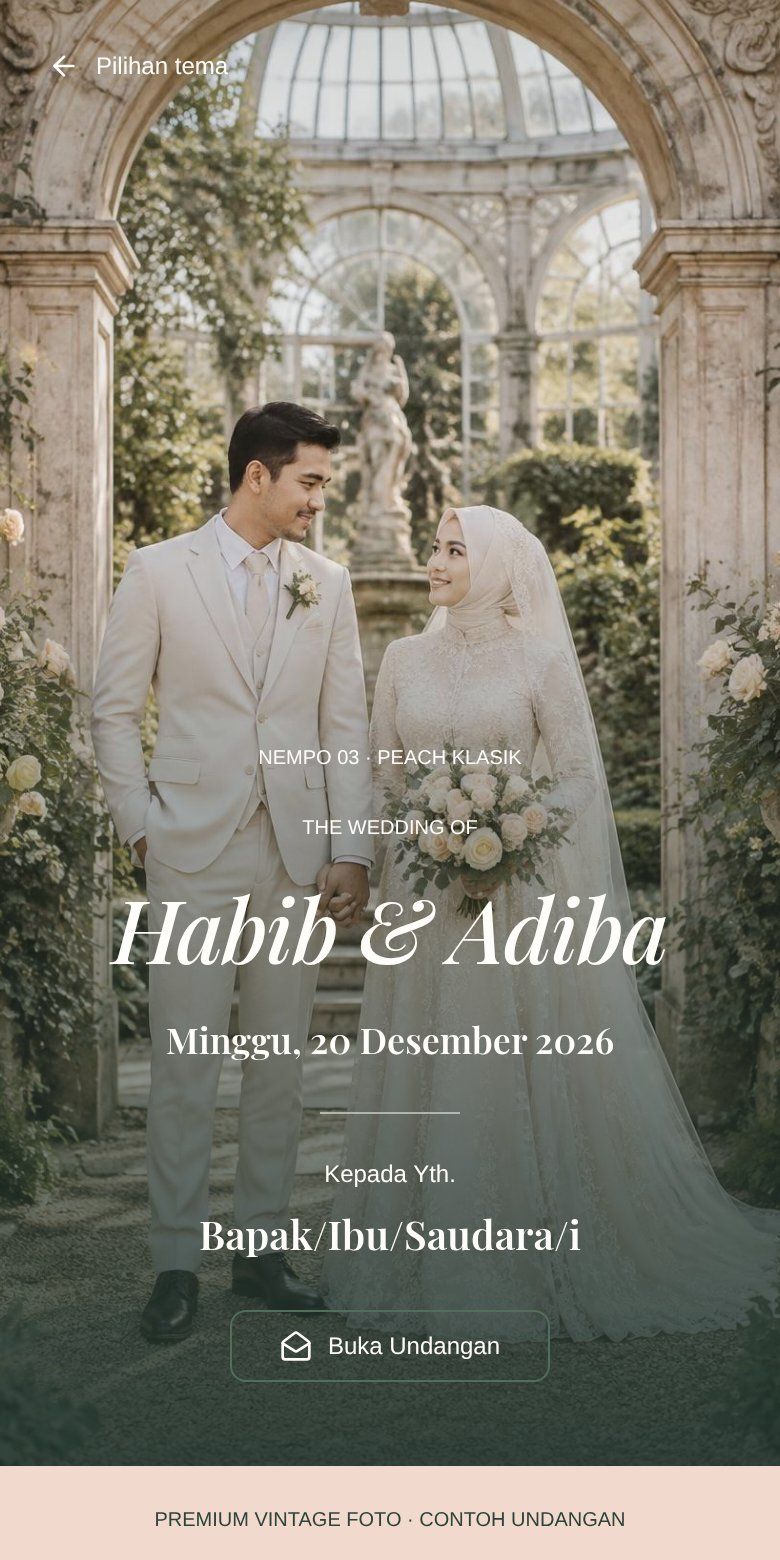 Pilihan tema
NEMPO 03 · PEACH KLASIK
THE WEDDING OF
Habib & Adiba
Minggu, 20 Desember 2026
Kepada Yth.
Bapak/Ibu/Saudara/i
Buka Undangan
PREMIUM VINTAGE FOTO · CONTOH UNDANGAN